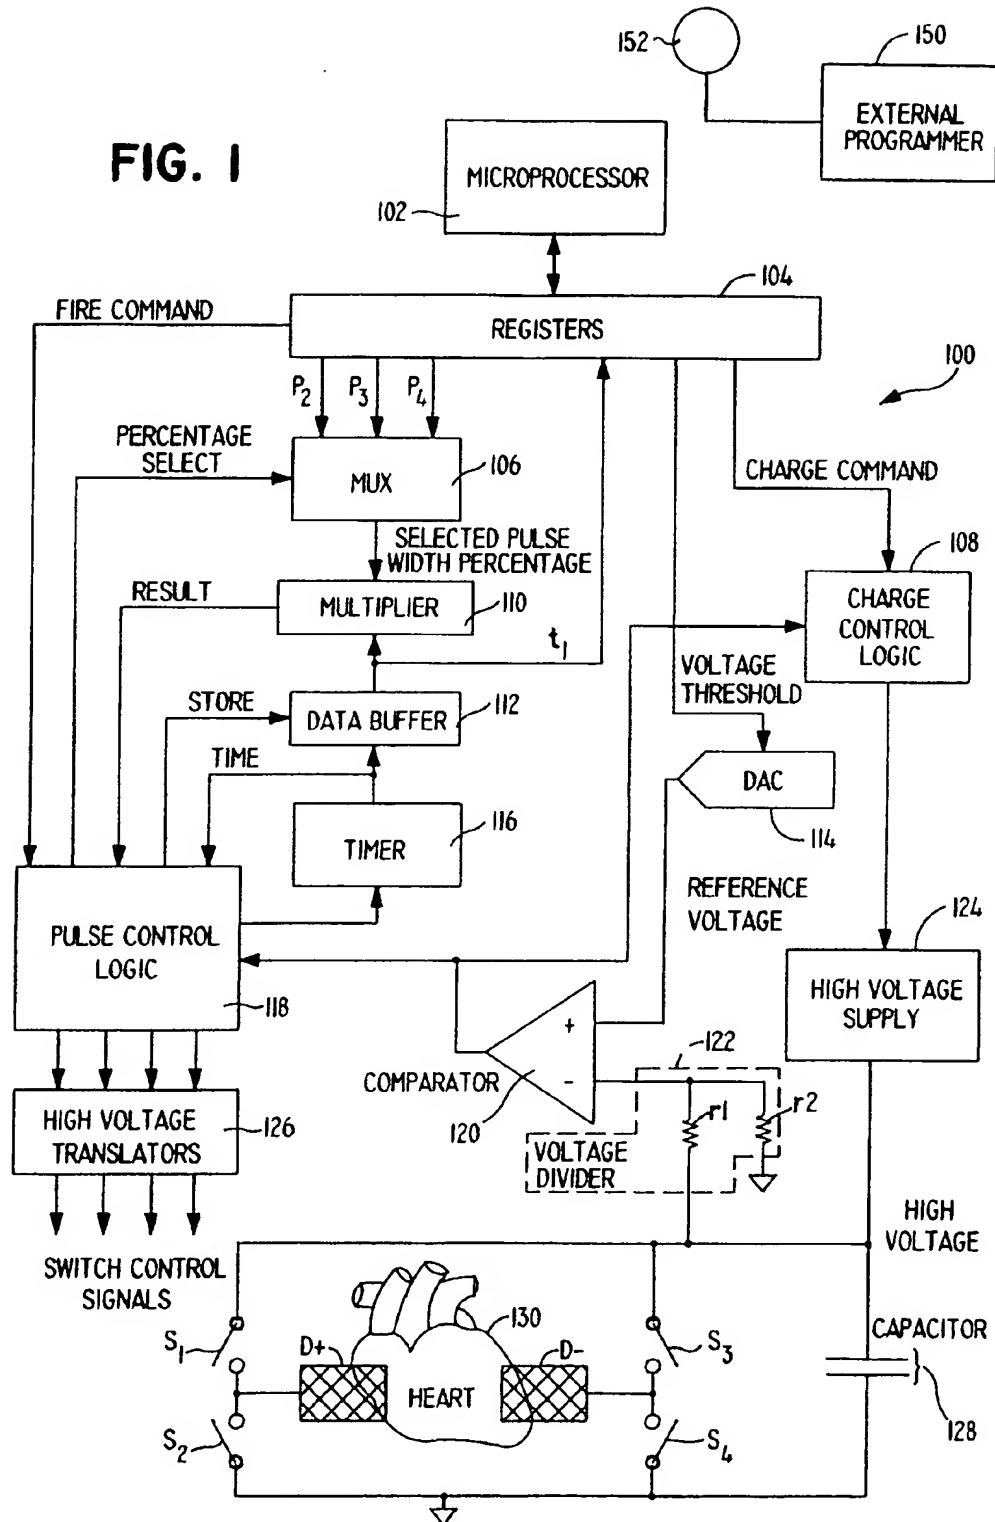 152
150
EXTERNAL
PROGRAMMER
FIG. 1
MICROPROCESSOR
102
104
FIRE COMMAND
REGISTERS
100
P2
P3
P4
PERCENTAGE
SELECT
MUX
106
CHARGE COMMAND
SELECTED PULSE
WIDTH PERCENTAGE
108
RESULT
MULTIPLIER
110
CHARGE
CONTROL
LOGIC
t1
VOLTAGE
THRESHOLD
STORE
DATA BUFFER
112
TIME
DAC
114
TIMER
116
REFERENCE
VOLTAGE
PULSE CONTROL
LOGIC
118
124
HIGH VOLTAGE
SUPPLY
+
-
COMPARATOR
120
122
r1
r2
VOLTAGE
DIVIDER
HIGH VOLTAGE
TRANSLATORS
126
HIGH
VOLTAGE
SWITCH CONTROL
SIGNALS
130
S1
D+
HEART
D-
S3
CAPACITOR
128
S2
S4